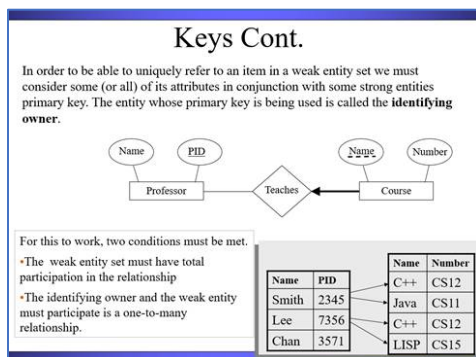 Keys Cont.
In order to be able to uniquely refer to an item in a weak entity set we must
consider some (or all) of its attributes in conjunction with some strong entities
primary key. The entity whose primary key is being used is called the identifying
owner.
Name PID Name Number
Professor Teaches Course
For this to work, two conditions must be met.
•The weak entity set must have total
participation in the relationship
•The identifying owner and the weak entity
must participate is a one-to-many
relationship.
Name PID
Smith 2345
Lee 7356
Chan 3571
Name Number
C++ CS12
Java CS11
C++ CS12
LISP CS15